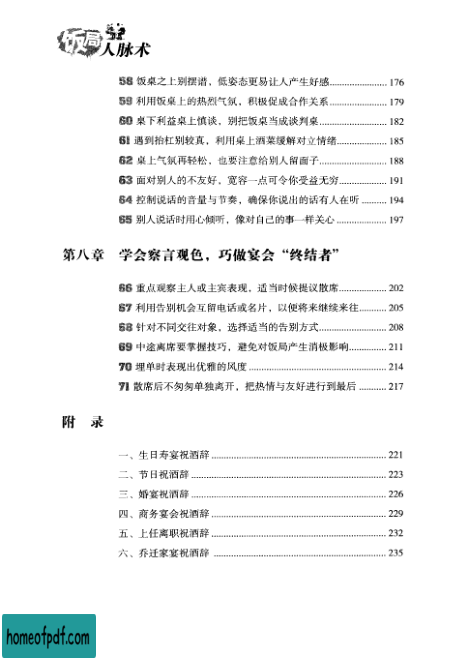 饭局人脉术
58 饭桌之上别摆谱，低姿态更易让人产生好感...................... 176
59 利用饭桌上的热烈气氛，积极促成合作关系...................... 179
60 桌下利益桌上慎谈，别把饭桌当成谈判桌.......................... 182
61 遇到抬杠别较真，利用桌上酒菜缓解对立情绪................... 185
62 桌上气氛再轻松，也要注意给别人留面子.......................... 188
63 面对别人的不友好，宽容一点可令你受益无穷................... 191
64 控制说话的音量与节奏，确保你说出的话有人在听 .......... 194
65 别人说话时用心倾听，像对自己的事一样关心................... 197
第八章 学会察言观色，巧做宴会“终结者”
66 重点观察主人或主宾表现，适当时候提议散席................... 202
67 利用告别机会互留电话或名片，以便将来继续来往........... 205
68 针对不同交往对象，选择适当的告别方式.......................... 208
69 中途离席要掌握技巧，避免对饭局产生消极影响............... 211
70 埋单时表现出优雅的风度 ................................................. 214
71 散席后不匆匆单独离开，把热情与友好进行到最后 ........... 217
附 录
一、生日寿宴祝酒辞 ................................................................ 221
二、节日祝酒辞 ........................................................................ 223
三、婚宴祝酒辞 ........................................................................ 226
四、商务宴会祝酒辞 ................................................................ 229
五、上任离职祝酒辞 ................................................................ 232
六、乔迁家宴祝酒辞 ................................................................ 235
homeofpdf.com